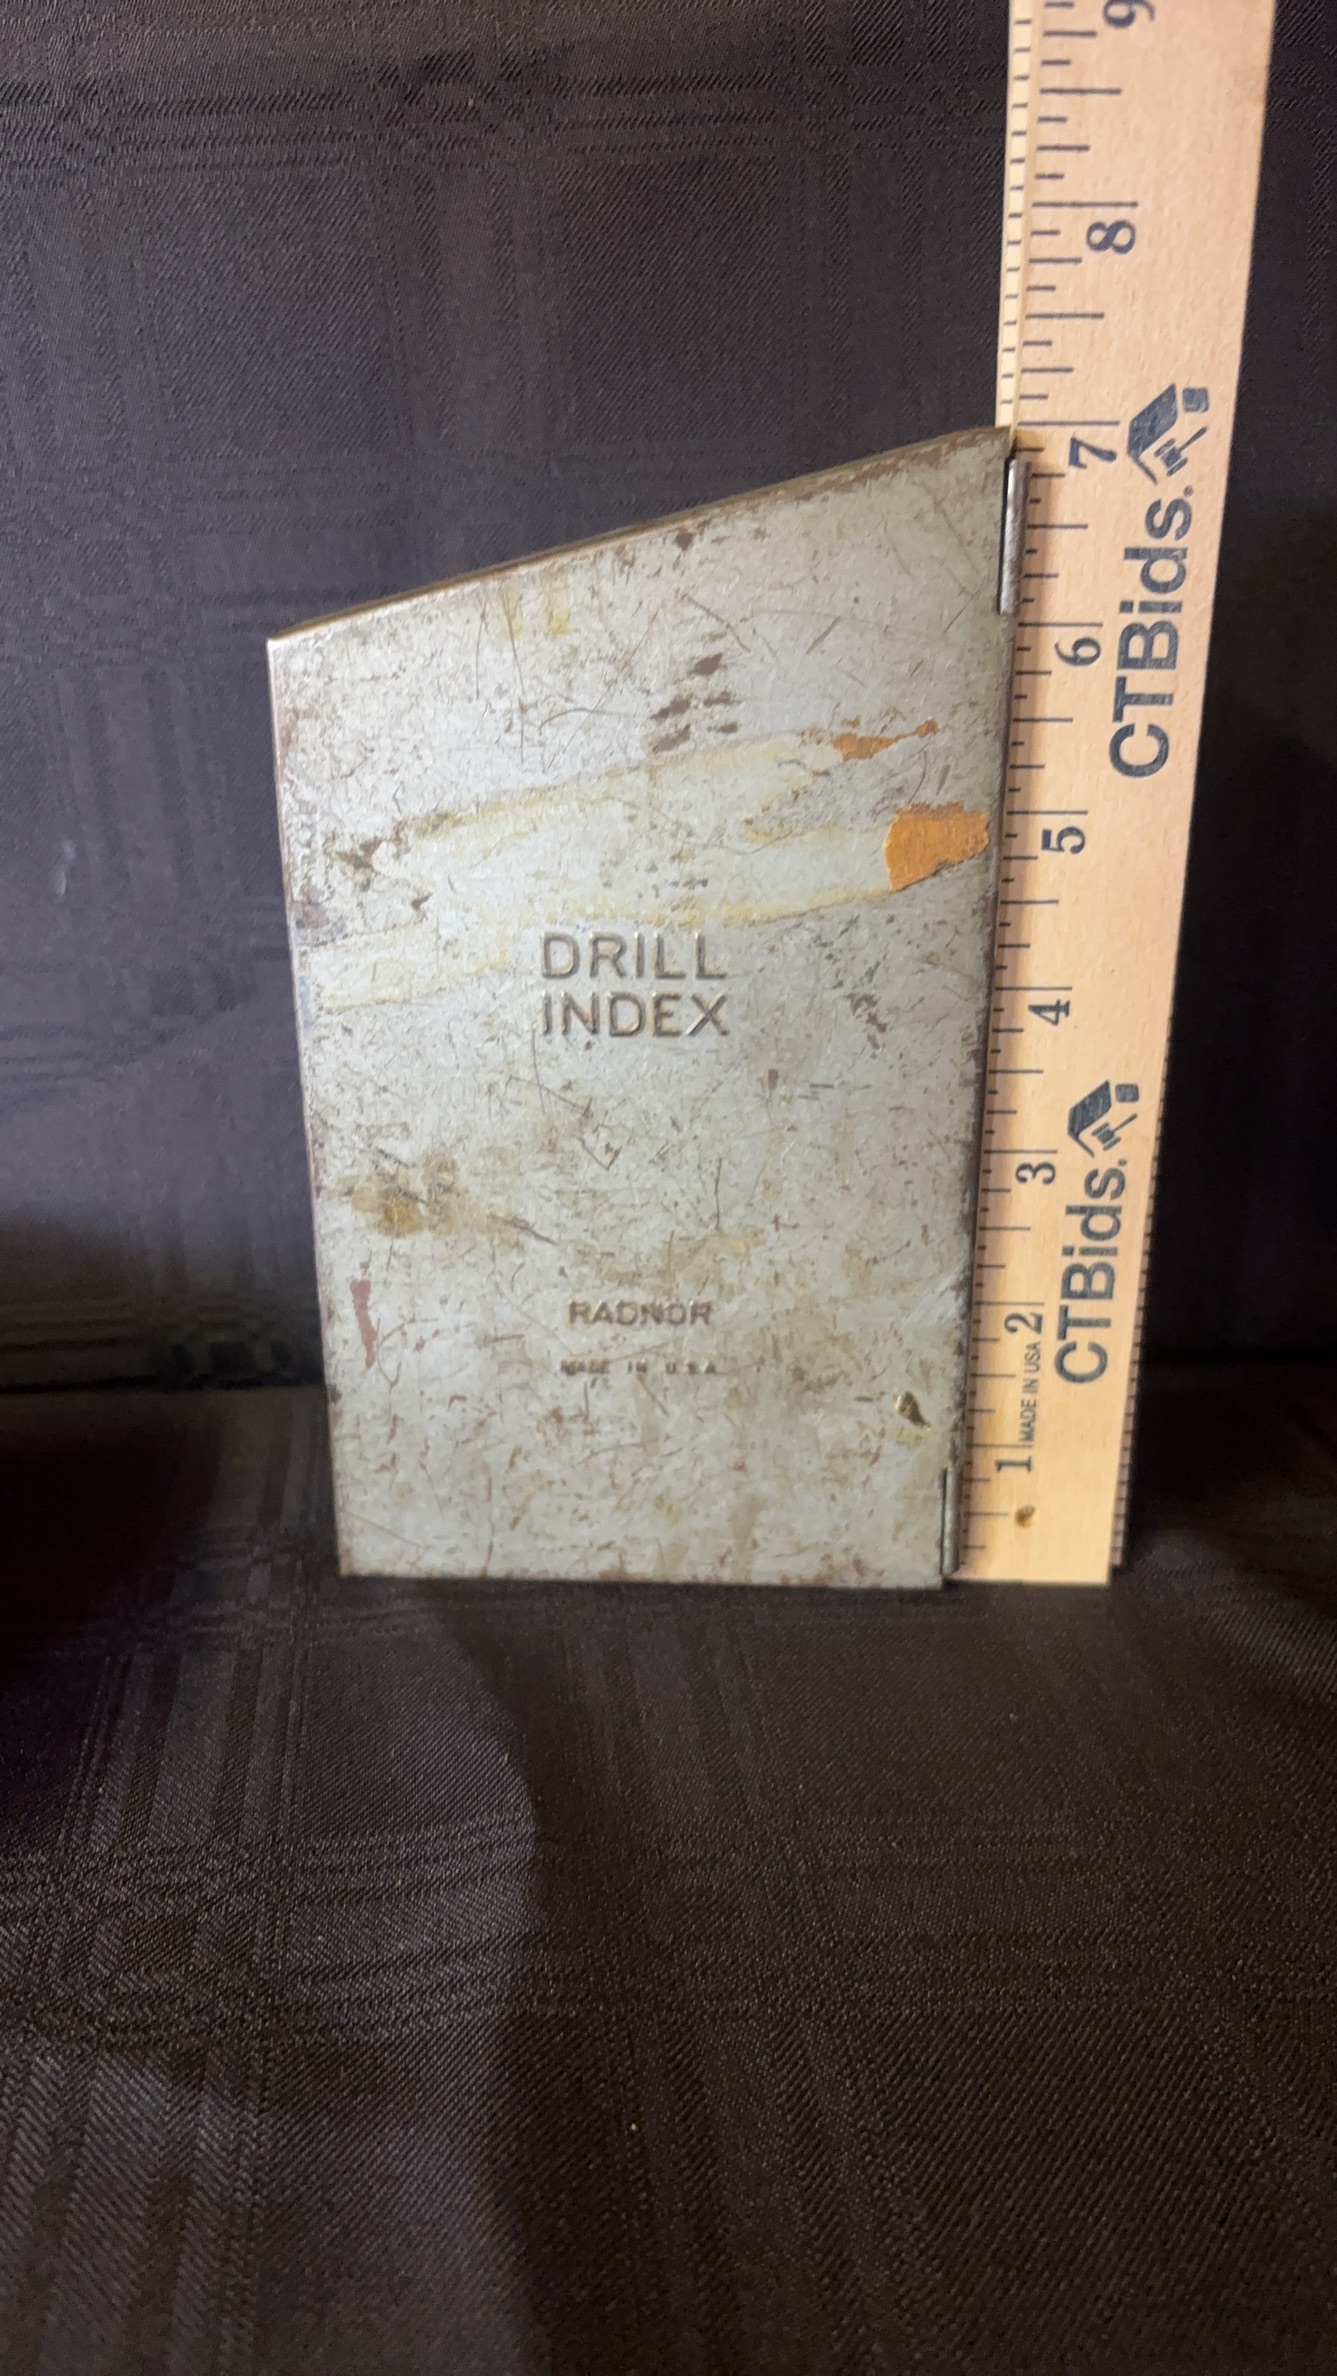 DRILL
INDEX
RADNOR
MADE IN U.S.A
9
8
7
6
5
4
3
2
1
MADE IN USA
CTBids.
CTBids.